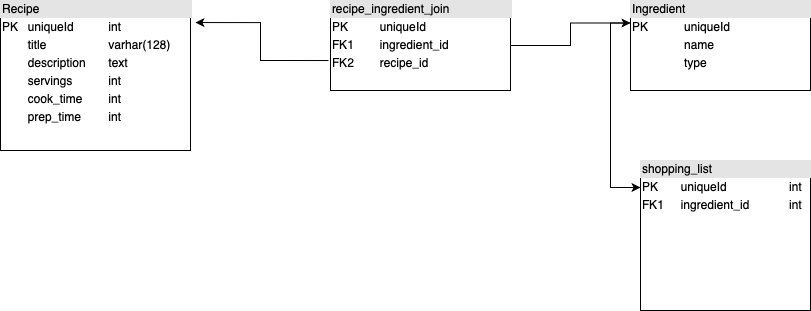 Recipe
PK uniqueId int
title varchar(128)
description text
servings int
cook_time int
prep_time int
recipe_ingredient_join
PK uniqueId
FK1 ingredient_id
FK2 recipe_id
Ingredient
PK uniqueId
name
type
shopping_list
PK uniqueId int
FK1 ingredient_id int